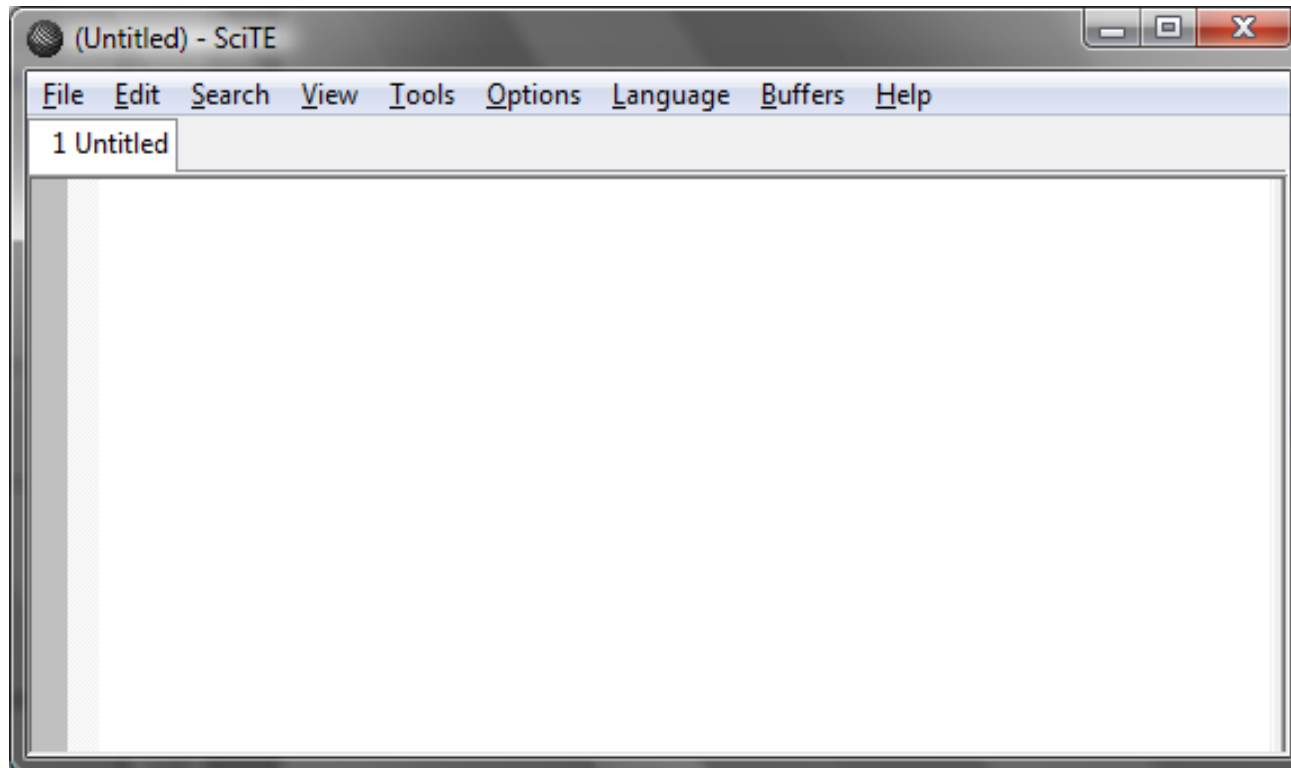 (Untitled) - SciTE
File Edit Search View Tools Options Language Buffers Help
1 Untitled